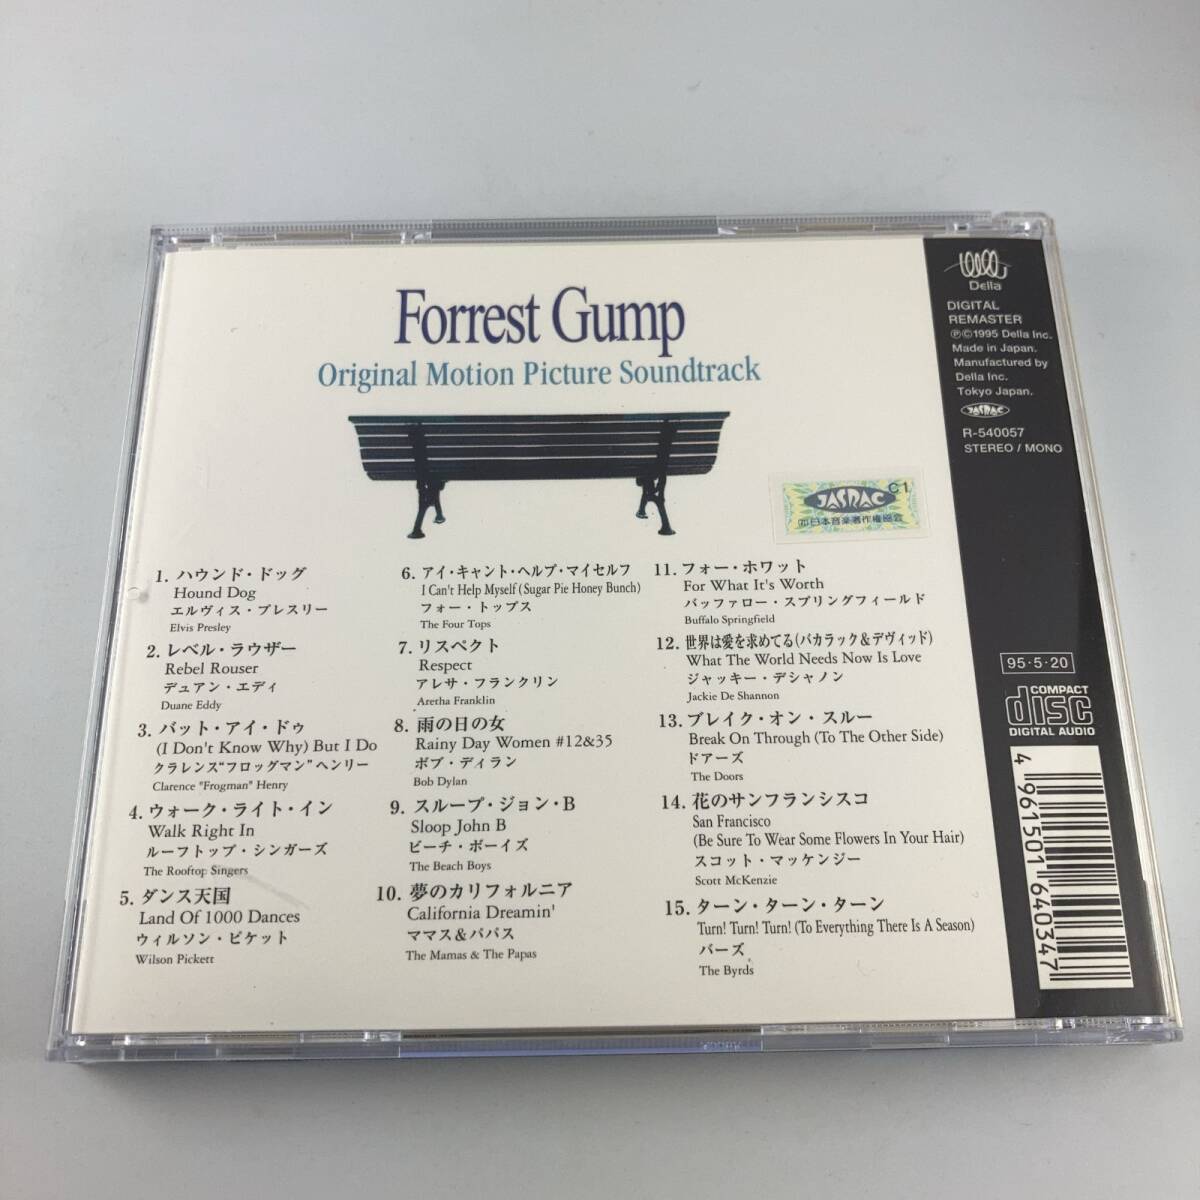 Forrest Gump
Original Motion Picture Soundtrack
1. ハウンド・ドッグ
Hound Dog
エルヴィス・プレスリー
Elvis Presley
2. レベル・ラウザー
Rebel Rouser
デュアン・エディ
Duane Eddy
3. バット・アイ・ドゥ
(I Don't Know Why) But I Do
クラレンス“フロッグマン”ヘンリー
Clarence "Frogman" Henry
4. ウォーク・ライト・イン
Walk Right In
ルーフトップ・シンガーズ
The Rooftop Singers
5. ダンス天国
Land Of 1000 Dances
ウィルソン・ピケット
Wilson Pickett
6. アイ・キャント・ヘルプ・マイセルフ
I Can't Help Myself (Sugar Pie Honey Bunch)
フォー・トップス
The Four Tops
7. リスペクト
Respect
アレサ・フランクリン
Aretha Franklin
8. 雨の日の女
Rainy Day Women #12&35
ボブ・ディラン
Bob Dylan
9. スループ・ジョン・B
Sloop John B
ビーチ・ボーイズ
The Beach Boys
10. 夢のカリフォルニア
California Dreamin'
ママス&パパス
The Mamas & The Papas
11. フォー・ホワット
For What It's Worth
バッファロー・スプリングフィールド
Buffalo Springfield
12. 世界は愛を求めてる(バカラック&デヴィッド)
What The World Needs Now Is Love
ジャッキー・デシャノン
Jackie De Shannon
13. ブレイク・オン・スルー
Break On Through (To The Other Side)
ドアーズ
The Doors
14. 花のサンフランシスコ
San Francisco
(Be Sure To Wear Some Flowers In Your Hair)
スコット・マッケンジー
Scott McKenzie
15. ターン・ターン・ターン
Turn! Turn! Turn! (To Everything There Is A Season)
バーズ
The Byrds
C1
JASRAC
(社)日本音楽著作権協会
Della
DIGITAL
REMASTER
℗©1995 Della Inc.
Made in Japan.
Manufactured by
Della Inc.
Tokyo Japan.
JASRAC
R-540057
STEREO / MONO
95・5・20
COMPACT
disc
DIGITAL AUDIO
4 961501 640347